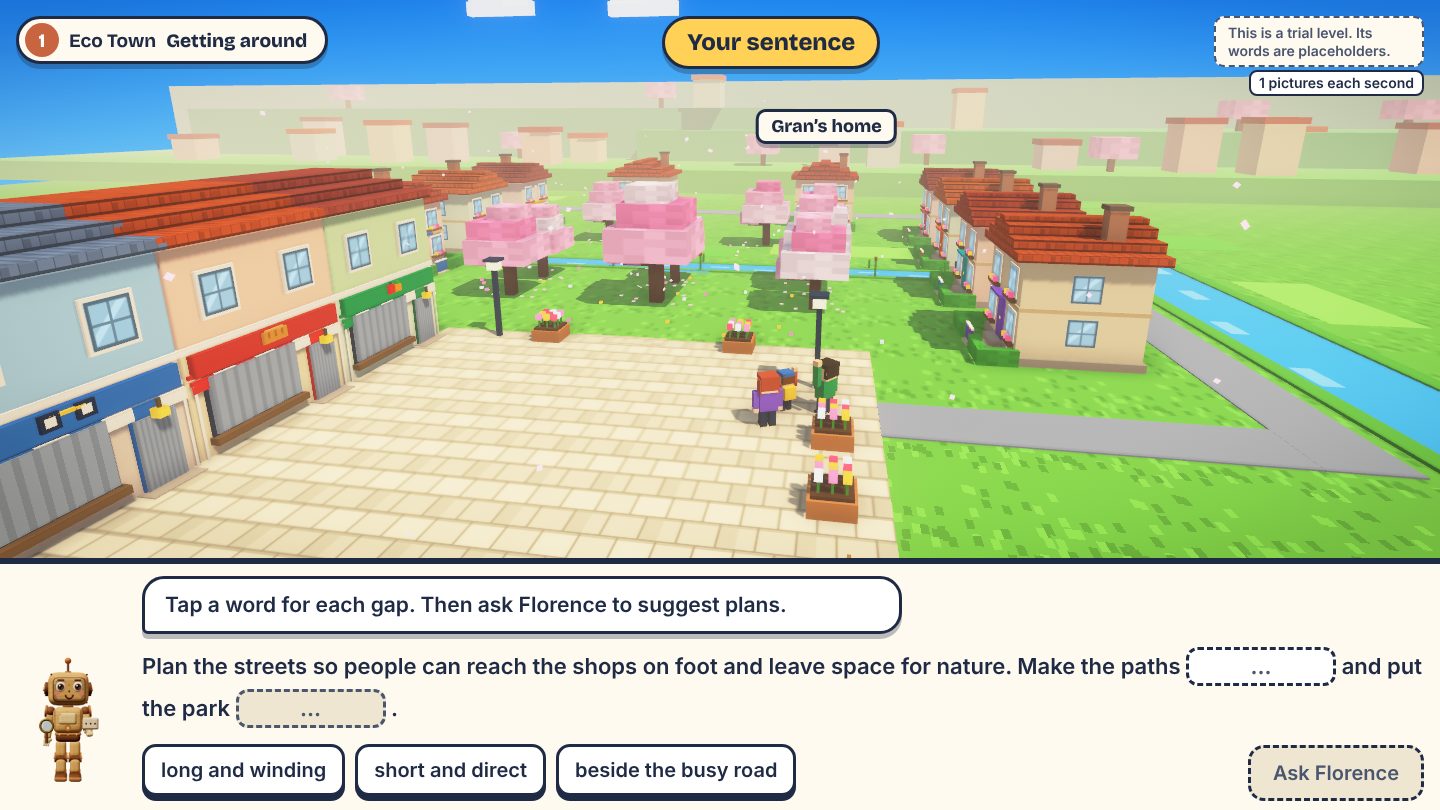 1 Eco Town Getting around
Your sentence
This is a trial level. Its
words are placeholders.
1 pictures each second
Gran's home
Tap a word for each gap. Then ask Florence to suggest plans.
Plan the streets so people can reach the shops on foot and leave space for nature. Make the paths ... and put
the park ... .
long and winding
short and direct
beside the busy road
Ask Florence